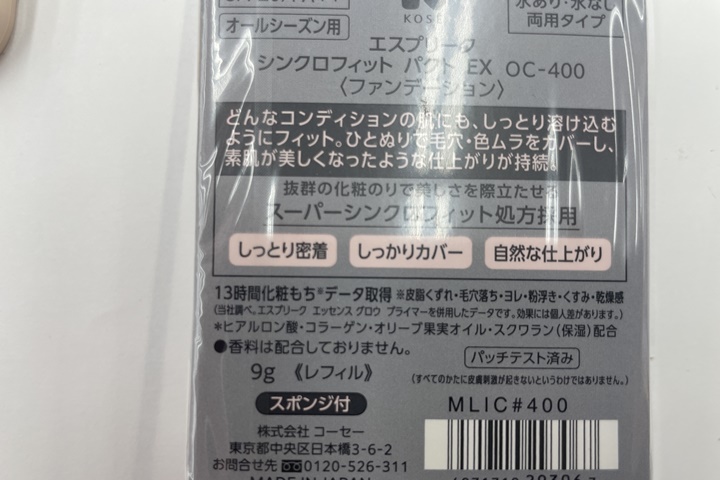 KOSÉ
水あり・水なし
オールシーズン用
両用タイプ
エスプリーク
シンクロフィット パクト EX OC-400
〈ファンデーション〉
どんなコンディションの肌にも、しっとり溶け込む
ようにフィット。ひとぬりで毛穴・色ムラをカバーし、
素肌が美しくなったような仕上がりが持続。
抜群の化粧のりで美しさを際立たせる
スーパーシンクロフィット処方採用
しっとり密着 しっかりカバー 自然な仕上がり
13時間化粧もち※データ取得 ※皮脂くずれ・毛穴落ち・ヨレ・粉浮き・くすみ・乾燥感
(当社調べ。エスプリーク エッセンス グロウ プライマーを併用したデータです。効果には個人差があります。)
*ヒアルロン酸・コラーゲン・オリーブ果実オイル・スクワラン(保湿)配合
●香料は配合しておりません。
パッチテスト済み
9g 《レフィル》
(すべてのかたに皮膚刺激が起きないというわけではありません。)
スポンジ付
MLIC#400
株式会社 コーセー
東京都中央区日本橋3-6-2
お問合せ先 0120-526-311
MADE IN JAPAN